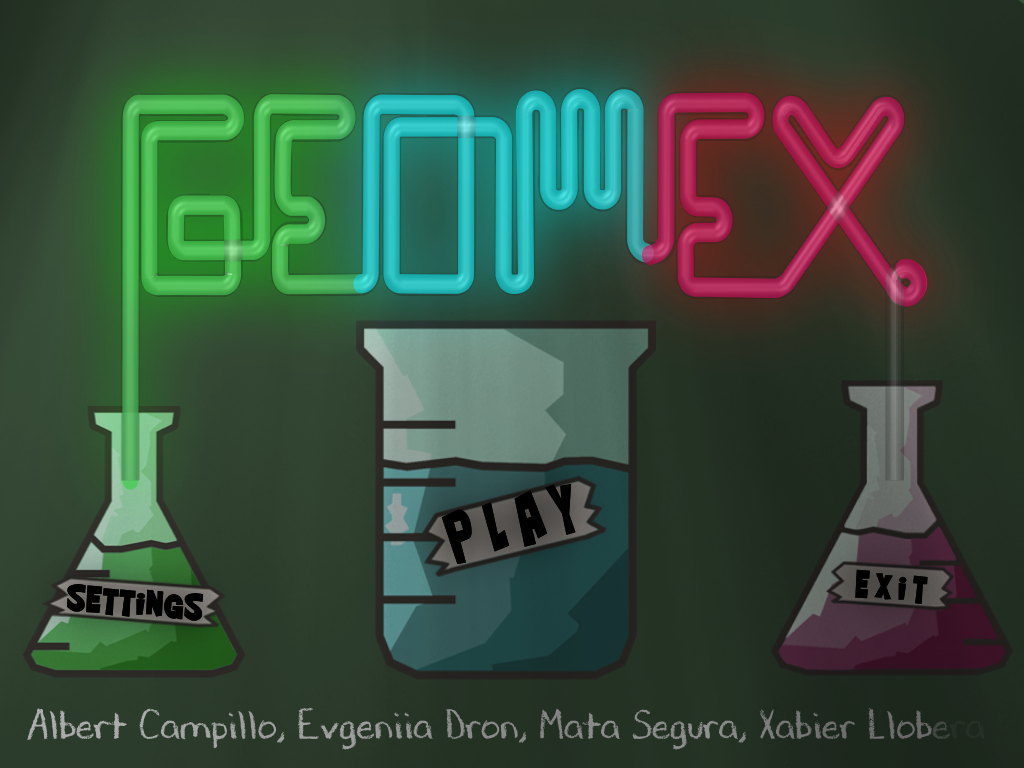 GEOMEX
PLAY
SETTiNGS
EXiT
Albert Campillo, Evgeniia Dron, Mata Segura, Xabier Llobera